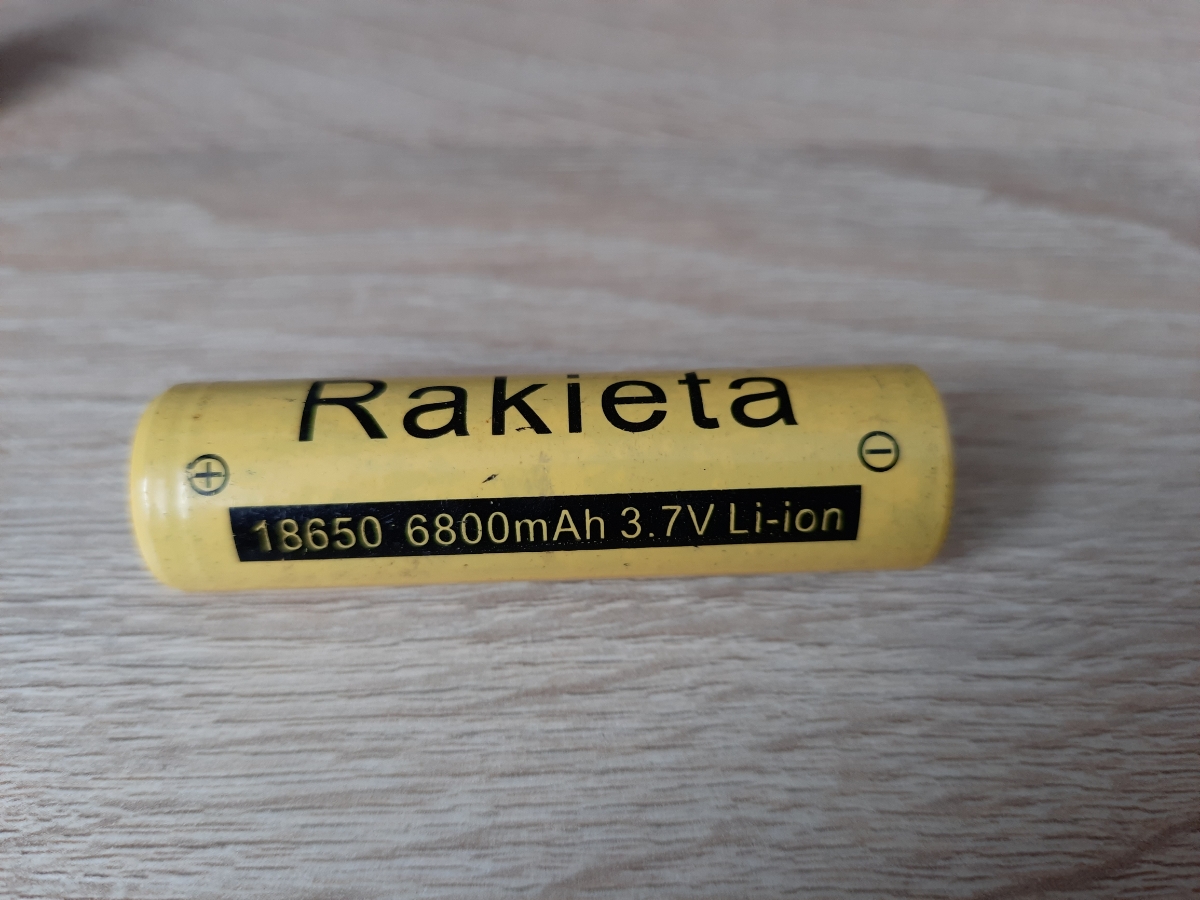 Rakieta
+ -
18650 6800mAh 3.7V Li-ion